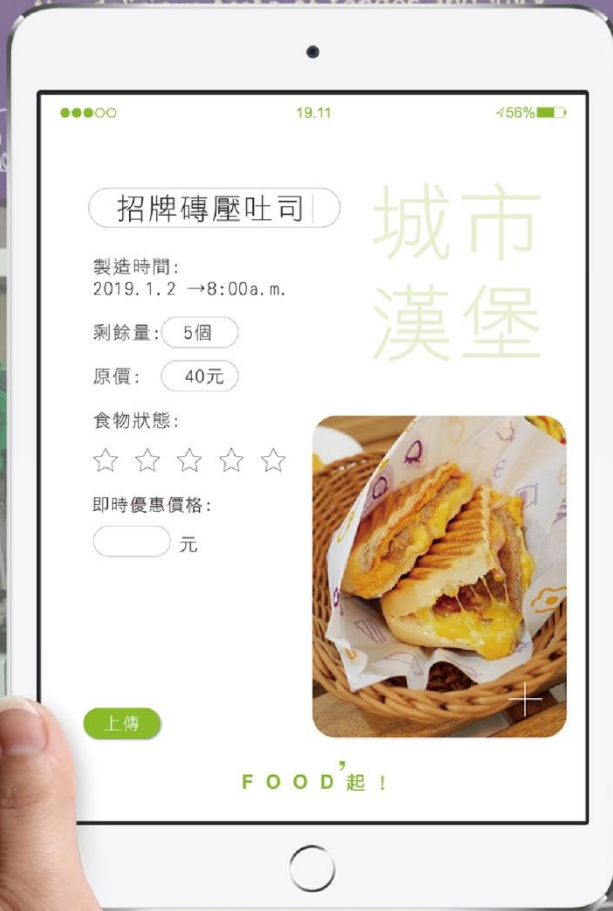 19.11
56%
招牌磚壓吐司
城市
漢堡
製造時間:
2019.1.2 →8:00a.m.
剩餘量: 5個
原價: 40元
食物狀態:
即時優惠價格:
元
上傳
FOOD’起!